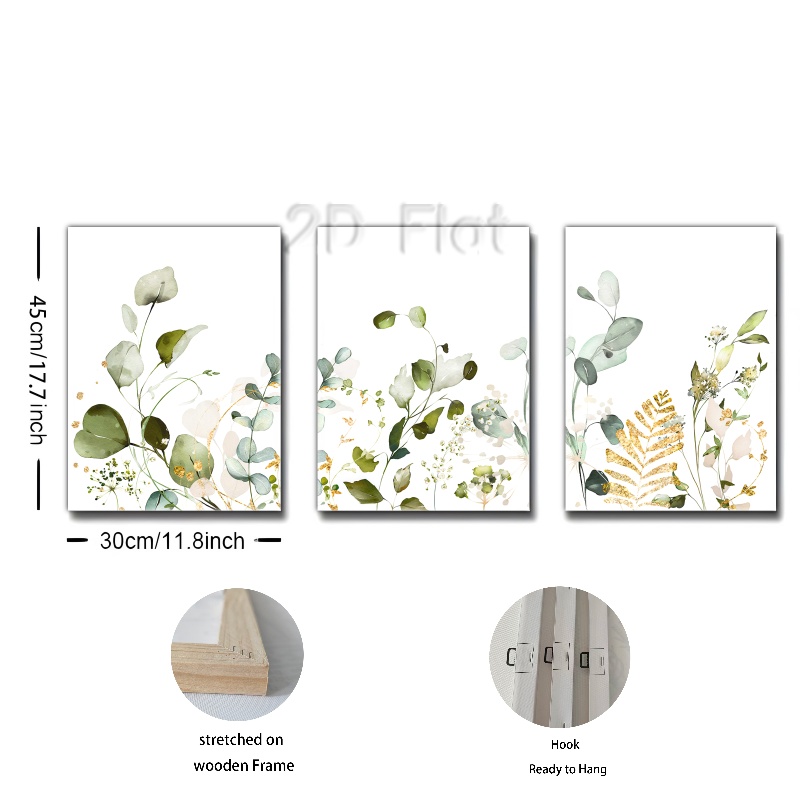 2D Flat
45cm/17.7inch
30cm/11.8inch
stretched on
wooden Frame
Hook
Ready to Hang